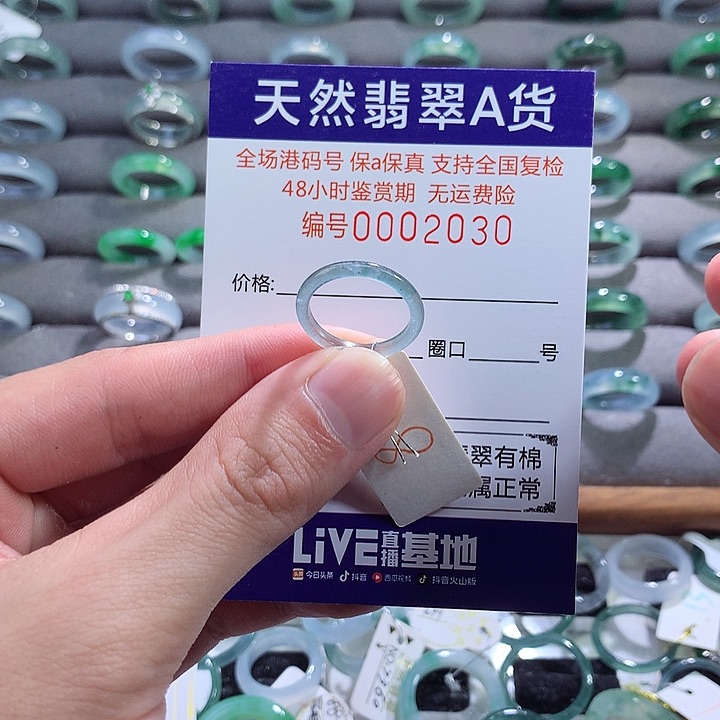 天然翡翠A货
全场港码号 保a保真 支持全国复检
48小时鉴赏期 无运费险
编号0002030
价格:
圈口 号
翠有棉
属正常
LiVE直播基地
今日头条 抖音 西瓜视频 抖音火山版